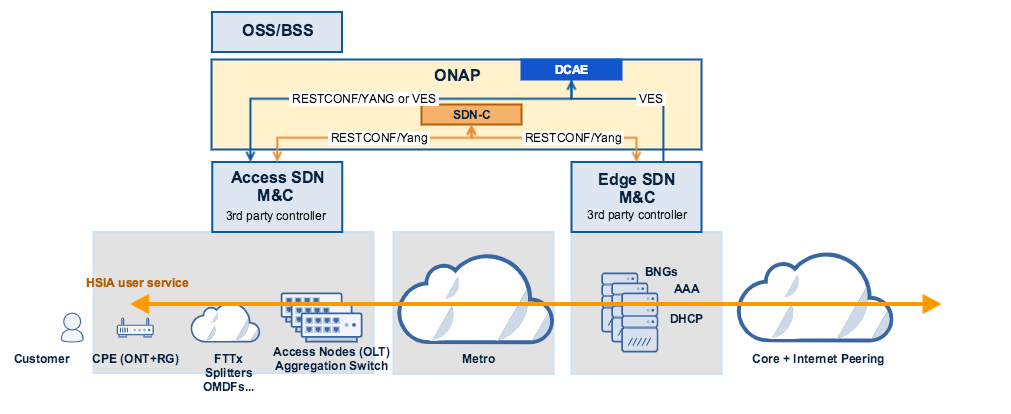 OSS/BSS
DCAE
ONAP
RESTCONF/YANG or VES
VES
SDN-C
RESTCONF/Yang
RESTCONF/Yang
Access SDN
M&C
3rd party controller
Edge SDN
M&C
3rd party controller
HSIA user service
BNGs
AAA
DHCP
Customer
CPE (ONT+RG)
FTTx
Splitters
OMDFs...
Access Nodes (OLT)
Aggregation Switch
Metro
Core + Internet Peering